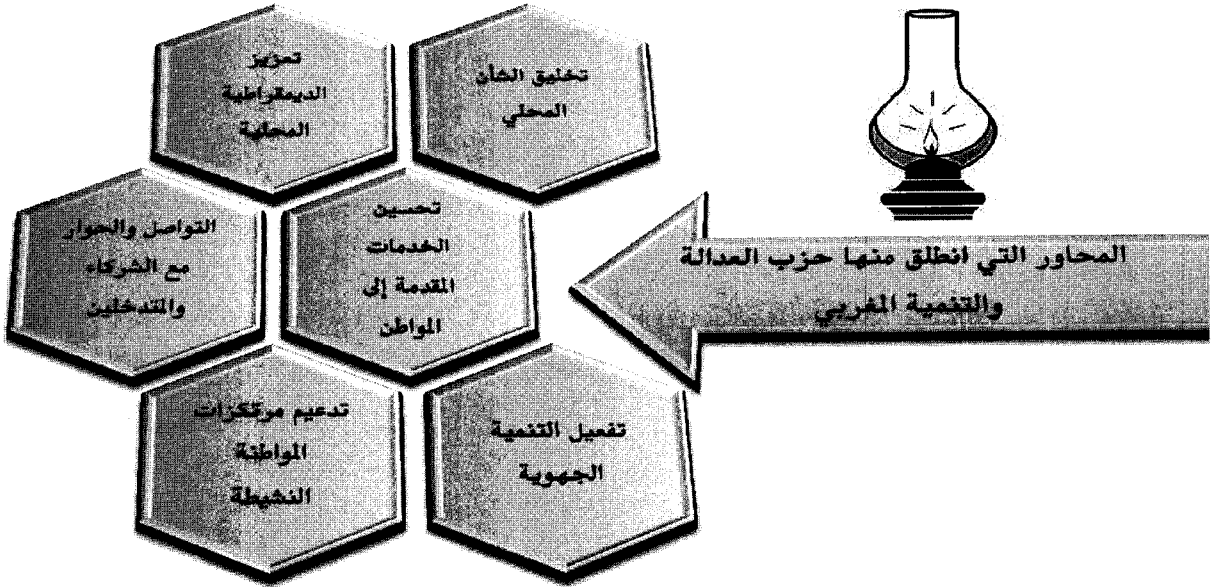 المحاور التي انطلق منها حزب العدالة
والتنمية المغربي
تخليق الشأن
المحلي
تعزيز
الديمقراطية
المحلية
تحسين
الخدمات
المقدمة إلى
المواطن
التواصل والحوار
مع الشركاء
والمتدخلين
تفعيل التنمية
الجهوية
تدعيم مرتكزات
المواطنة
النشيطة